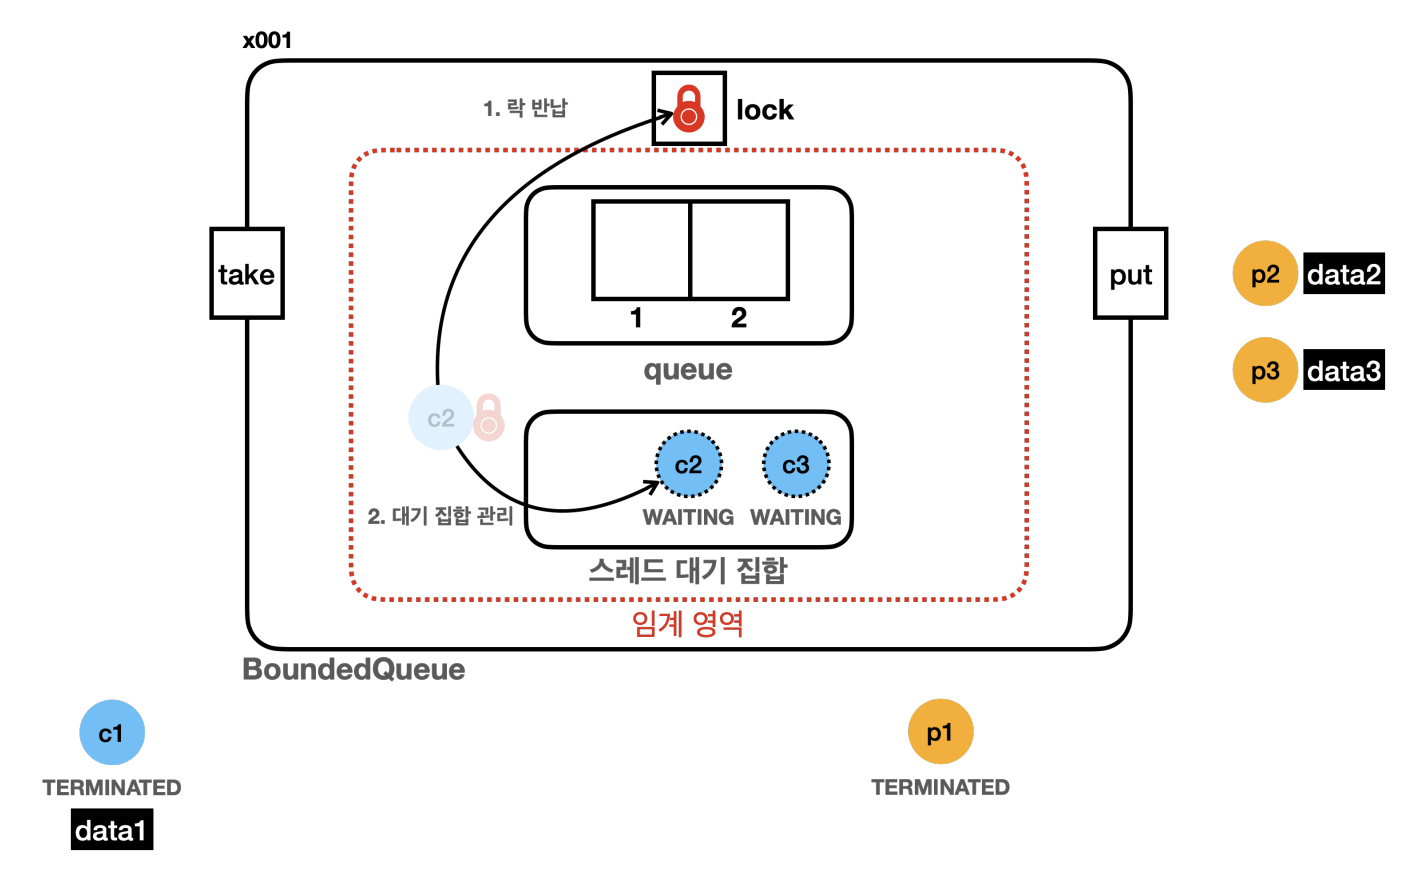 x001
1. 락 반납
lock
take
put
1
2
queue
p2
data2
p3
data3
c2
c2
c3
WAITING
WAITING
2. 대기 집합 관리
스레드 대기 집합
임계 영역
BoundedQueue
c1
TERMINATED
data1
p1
TERMINATED